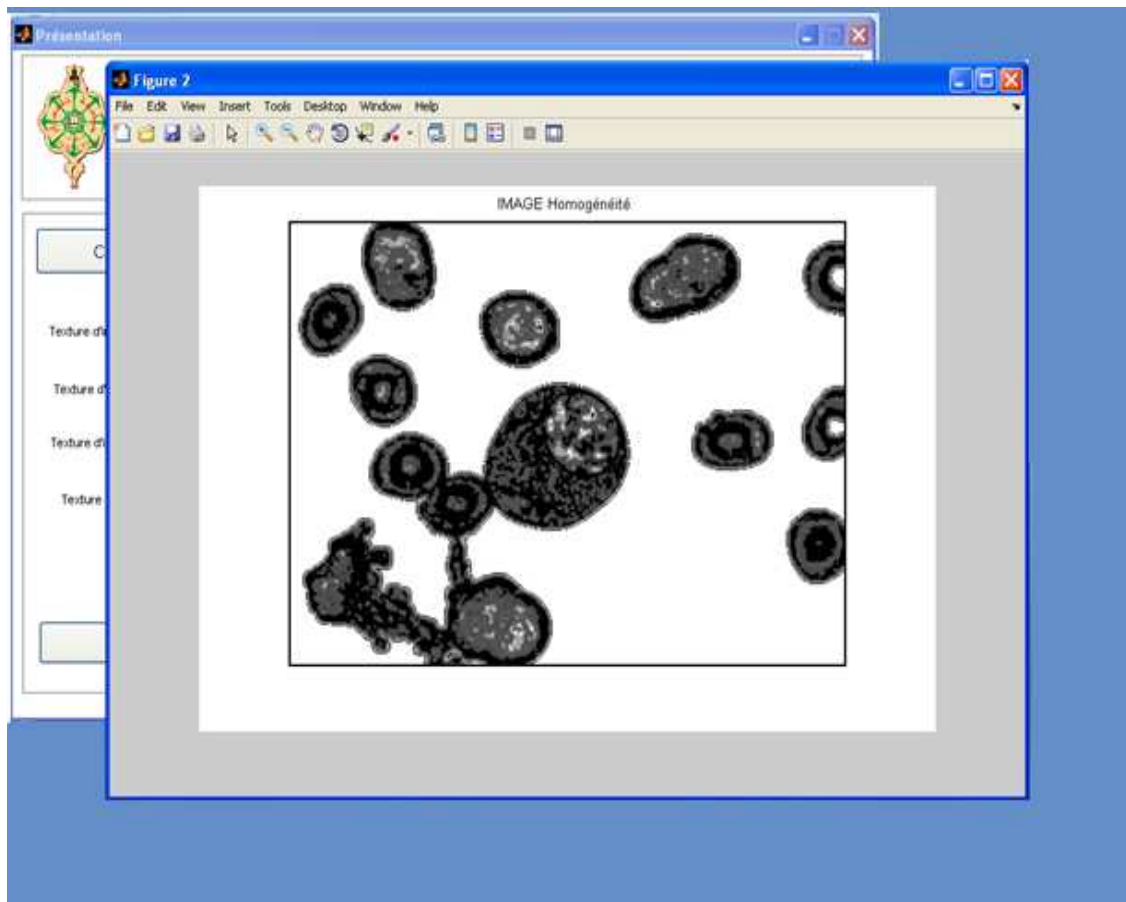 Présentation
Figure 2
File Edit View Insert Tools Desktop Window Help
IMAGE Homogénéité
C
Texture d'
Texture d'
Texture d'
Texture